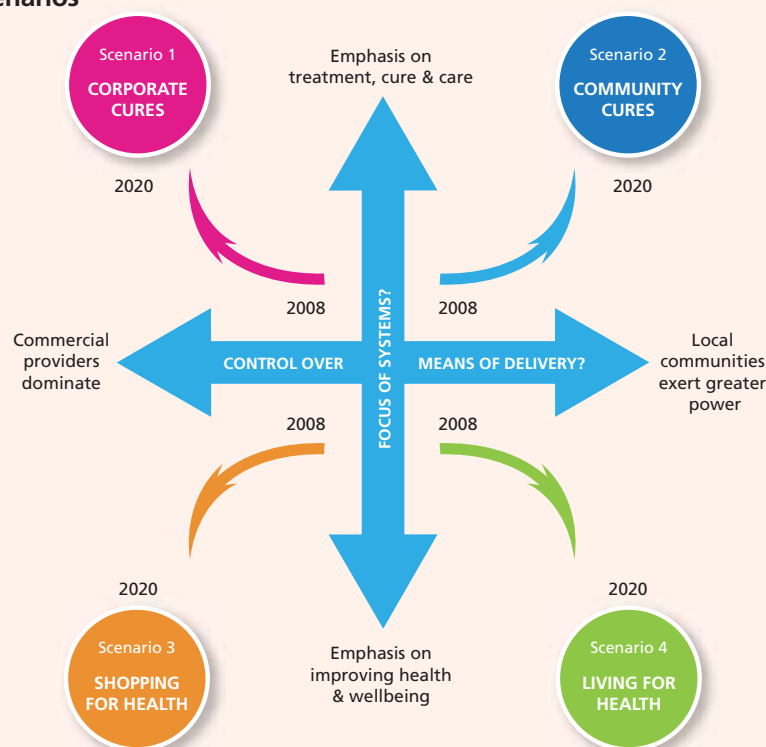 Scenario 1
CORPORATE
CURES
Emphasis on
treatment, cure & care
Scenario 2
COMMUNITY
CURES
2020
2020
2008
2008
Commercial
providers
dominate
CONTROL OVER
FOCUS OF SYSTEMS?
MEANS OF DELIVERY?
Local
communities
exert greater
power
2008
2008
2020
2020
Scenario 3
SHOPPING
FOR HEALTH
Emphasis on
improving health
& wellbeing
Scenario 4
LIVING FOR
HEALTH